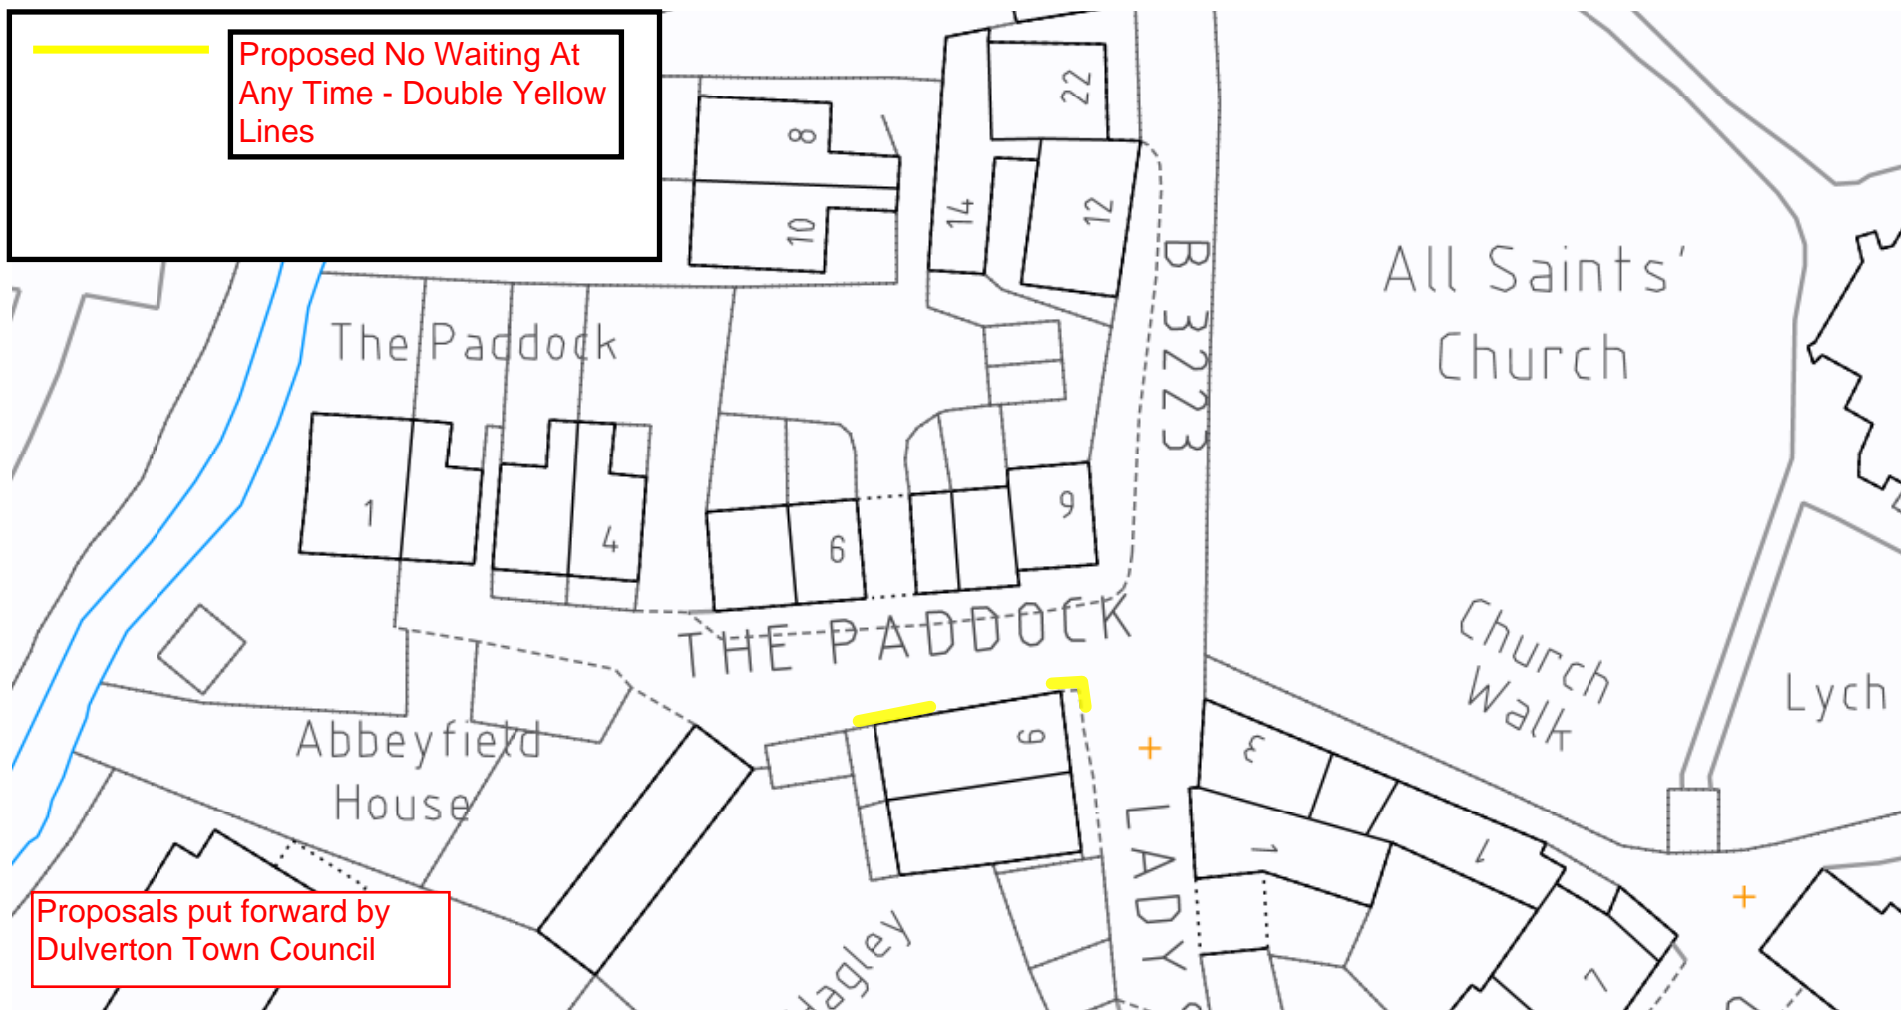 Proposed No Waiting At
Any Time - Double Yellow
Lines
22
8
14
12
10
B 3223
All Saints'
Church
The Paddock
1
4
6
9
THE PADDOCK
Church
Walk
Lych
Abbeyfield
House
9
3
1
1
LADY
7
Hagley
Proposals put forward by
Dulverton Town Council